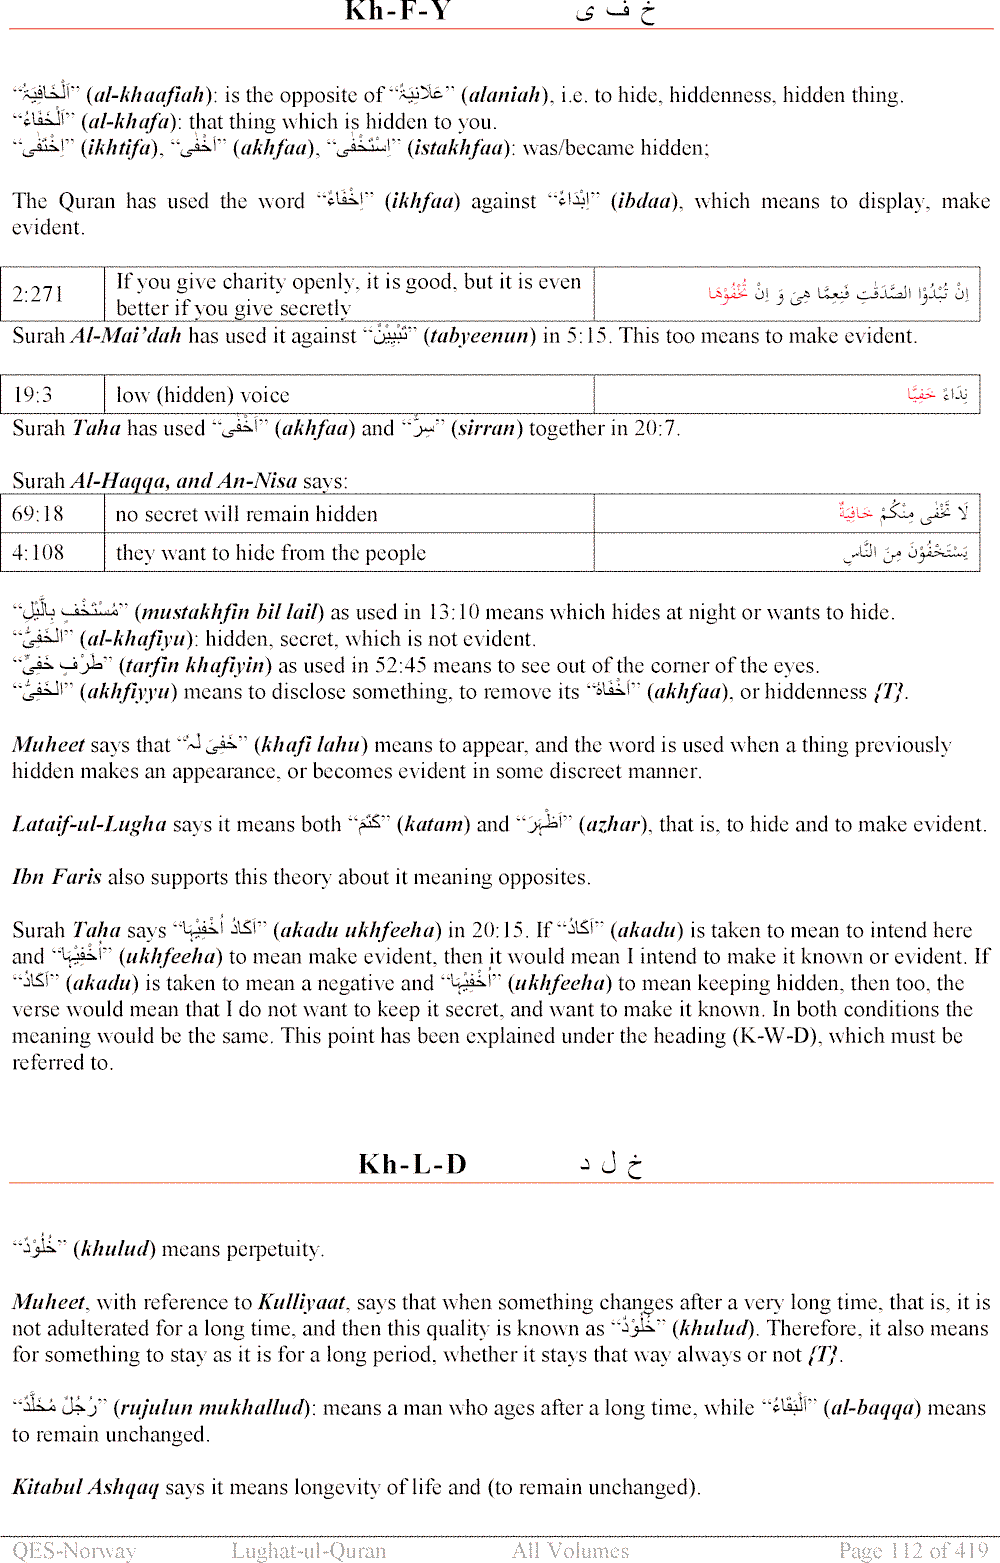 Kh-F-Y خ ف ی
“اَلْخَافِیَۃُ” (al-khaafiah): is the opposite of “عَلَانِیَۃٌ” (alaniah), i.e. to hide, hiddenness, hidden thing.
“اَلْخَفَاءُ” (al-khafa): that thing which is hidden to you.
“اِخْتَفٰی” (ikhtifa), “اَخْفٰی” (akhfaa), “اِسْتَخْفٰی” (istakhfaa): was/became hidden;
The Quran has used the word “اِخْفَاءٌ” (ikhfaa) against “اِبْدَاءٌ” (ibdaa), which means to display, make
evident.
2:271 If you give charity openly, it is good, but it is even better if you give secretly اِنْ تُبْدُوْا الصَّدَقٰتِ فَنِعِمَّا هِیَ وَ اِنْ تُخْفُوْهَا
Surah Al-Mai’dah has used it against “تَبْیِیْنٌ” (tabyeenun) in 5:15. This too means to make evident.
19:3 low (hidden) voice نِدَاءً خَفِیًّا
Surah Taha has used “اَخْفٰی” (akhfaa) and “سِرٌّ” (sirran) together in 20:7.
Surah Al-Haqqa, and An-Nisa says:
69:18 no secret will remain hidden لَا تَخْفٰی مِنْكُمْ خَافِیَةٌ
4:108 they want to hide from the people یَسْتَخْفُوْنَ مِنَ النَّاسِ
“مُسْتَخْفٍ بِالَّیْلِ” (mustakhfin bil lail) as used in 13:10 means which hides at night or wants to hide.
“الخَفِیُّ” (al-khafiyu): hidden, secret, which is not evident.
“طَرْفٍ خَفِیٍّ” (tarfin khafiyin) as used in 52:45 means to see out of the corner of the eyes.
“الخَفِیُّ” (akhfiyyu) means to disclose something, to remove its “اَخْفَاہُ” (akhfaa), or hiddenness {T}.
Muheet says that “خَفِیَ لَہٗ” (khafi lahu) means to appear, and the word is used when a thing previously
hidden makes an appearance, or becomes evident in some discreet manner.
Lataif-ul-Lugha says it means both “کَتَمَ” (katam) and “اَظْہَرَ” (azhar), that is, to hide and to make evident.
Ibn Faris also supports this theory about it meaning opposites.
Surah Taha says “اَکَادُ اُخْفِیْہَا” (akadu ukhfeeha) in 20:15. If “اَکَادُ” (akadu) is taken to mean to intend here
and “اُخْفِیْہَا” (ukhfeeha) to mean make evident, then it would mean I intend to make it known or evident. If
“اَکَادُ” (akadu) is taken to mean a negative and “اُخْفِیْہَا” (ukhfeeha) to mean keeping hidden, then too, the
verse would mean that I do not want to keep it secret, and want to make it known. In both conditions the
meaning would be the same. This point has been explained under the heading (K-W-D), which must be
referred to.
Kh-L-D خ ل د
“خُلُوْدٌ” (khulud) means perpetuity.
Muheet, with reference to Kulliyaat, says that when something changes after a very long time, that is, it is
not adulterated for a long time, and then this quality is known as “خُلُوْدٌ” (khulud). Therefore, it also means
for something to stay as it is for a long period, whether it stays that way always or not {T}.
“رُجُلٌ مُخَلَّدٌ” (rujulun mukhallud): means a man who ages after a long time, while “اَلْبَقَاءُ” (al-baqqa) means
to remain unchanged.
Kitabul Ashqaq says it means longevity of life and (to remain unchanged).
QES-Norway Lughat-ul-Quran All Volumes Page 112 of 419